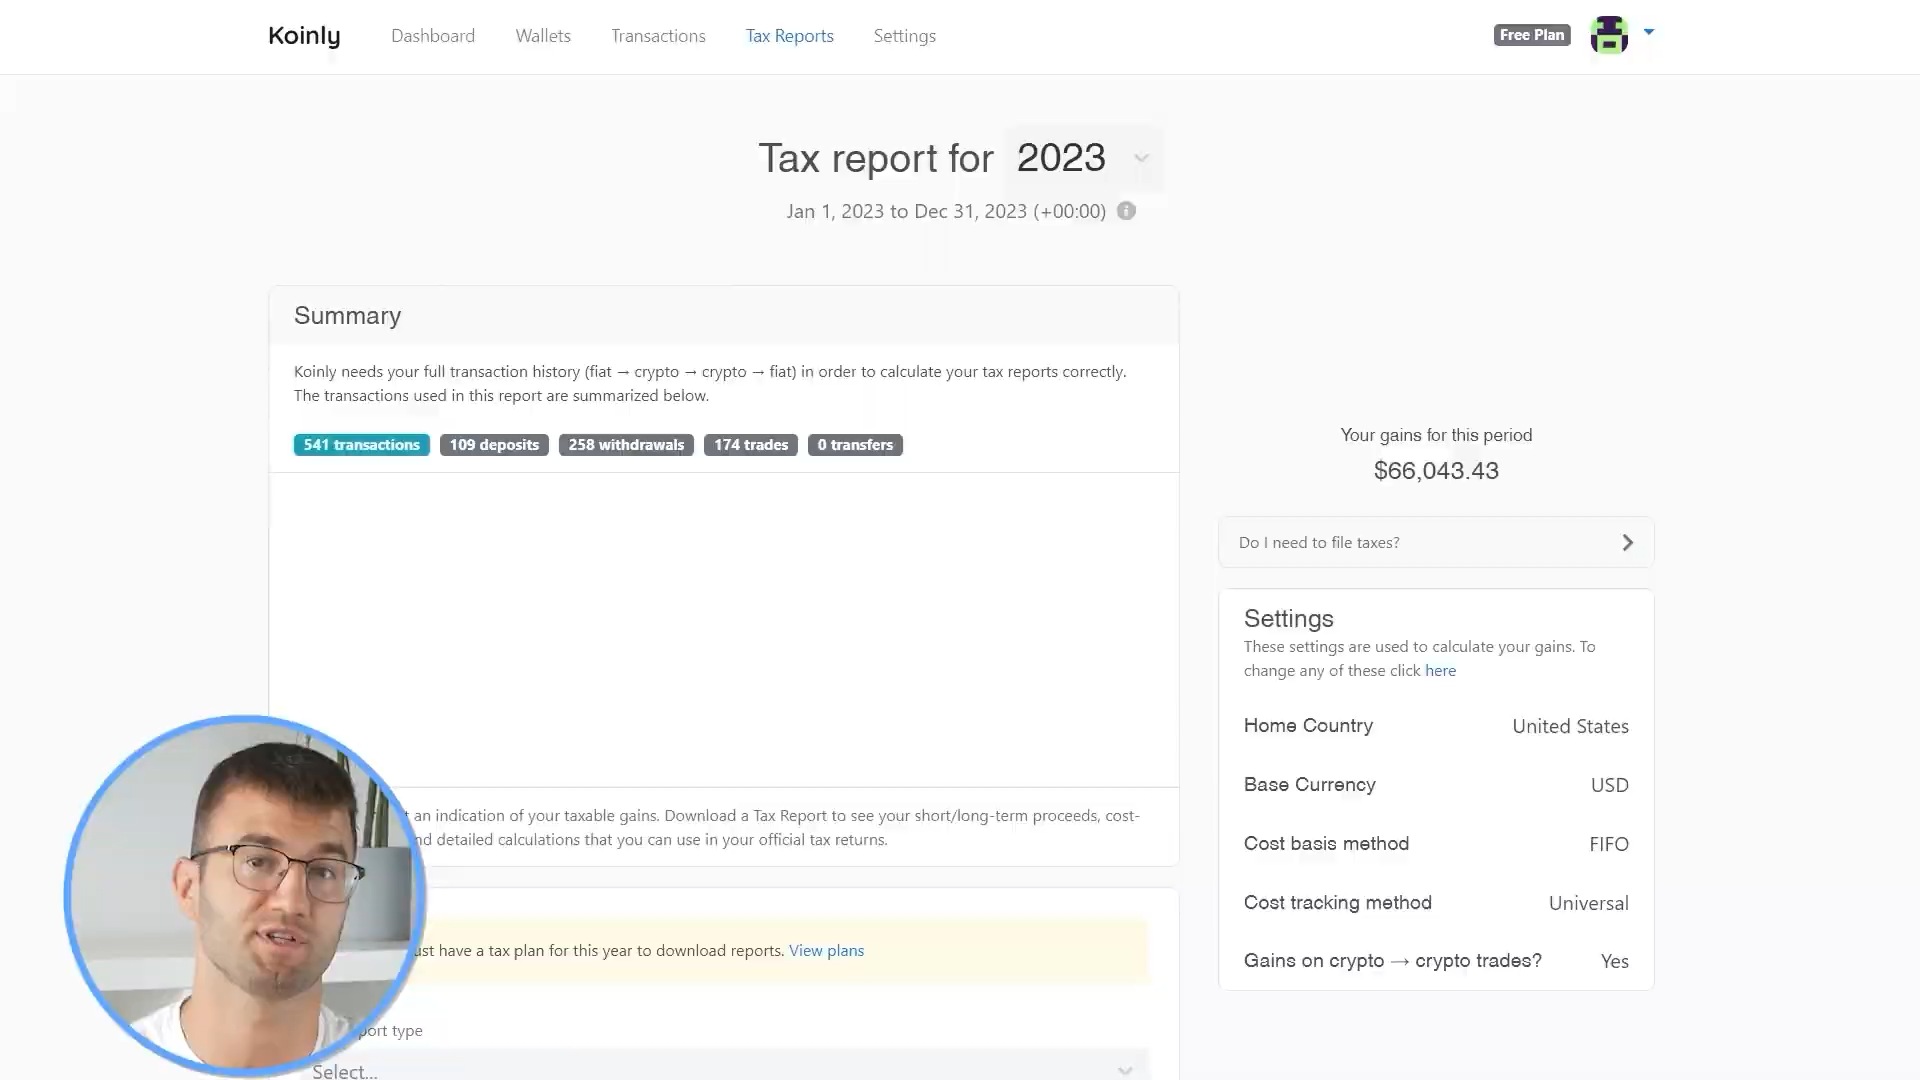 Koinly
Dashboard
Wallets
Transactions
Tax Reports
Settings
Free Plan
Tax report for 2023
Jan 1, 2023 to Dec 31, 2023 (+00:00)
Summary
Koinly needs your full transaction history (fiat → crypto → crypto → fiat) in order to calculate your tax reports correctly.
The transactions used in this report are summarized below.
541 transactions
109 deposits
258 withdrawals
174 trades
0 transfers
an indication of your taxable gains. Download a Tax Report to see your short/long-term proceeds, cost-
detailed calculations that you can use in your official tax returns.
have a tax plan for this year to download reports. View plans
type
Select...
Your gains for this period
$66,043.43
Do I need to file taxes?
Settings
These settings are used to calculate your gains. To
change any of these click here
Home Country United States
Base Currency USD
Cost basis method FIFO
Cost tracking method Universal
Gains on crypto → crypto trades? Yes